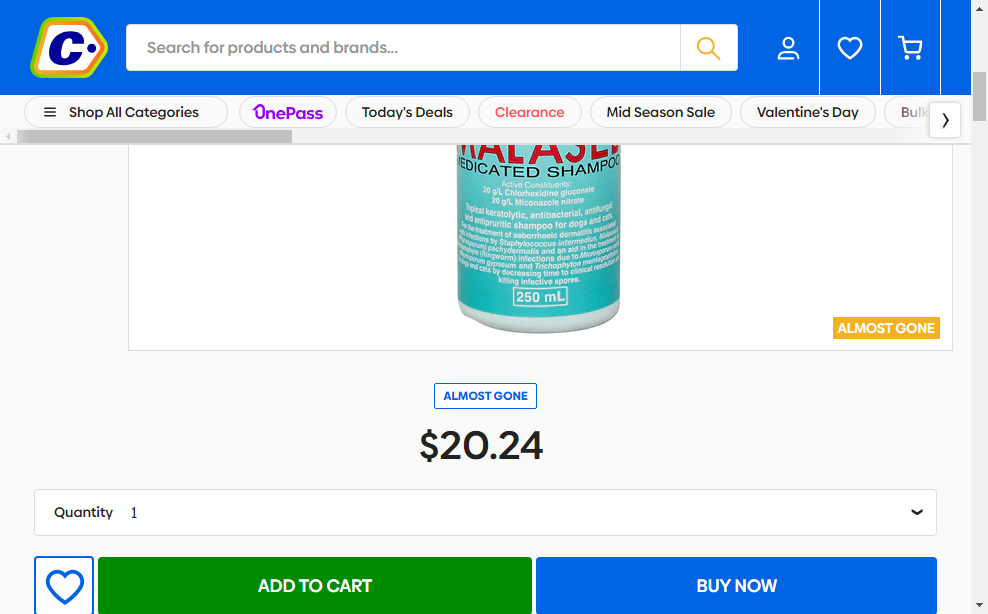 C
Search for products and brands...
Shop All Categories
OnePass
Today's Deals
Clearance
Mid Season Sale
Valentine's Day
Bulk
MALASEB
MEDICATED SHAMPOO
Active Constituents:
20 g/L Chlorhexidine gluconate
20 g/L Miconazole nitrate
Topical keratolytic, antibacterial, antifungal
and antipruritic shampoo for dogs and cats.
For the treatment of seborrhoeic dermatitis associated
with infections by Staphylococcus intermedius, Malassezia
pachydermatis and an aid in the treatment of
(Ringworm) infections due to Microsporum
Microsporum gypseum and Trichophyton mentagrophytes
dogs and cats by decreasing time to clinical resolution
killing infective spores.
250 mL
ALMOST GONE
ALMOST GONE
$20.24
Quantity 1
ADD TO CART
BUY NOW